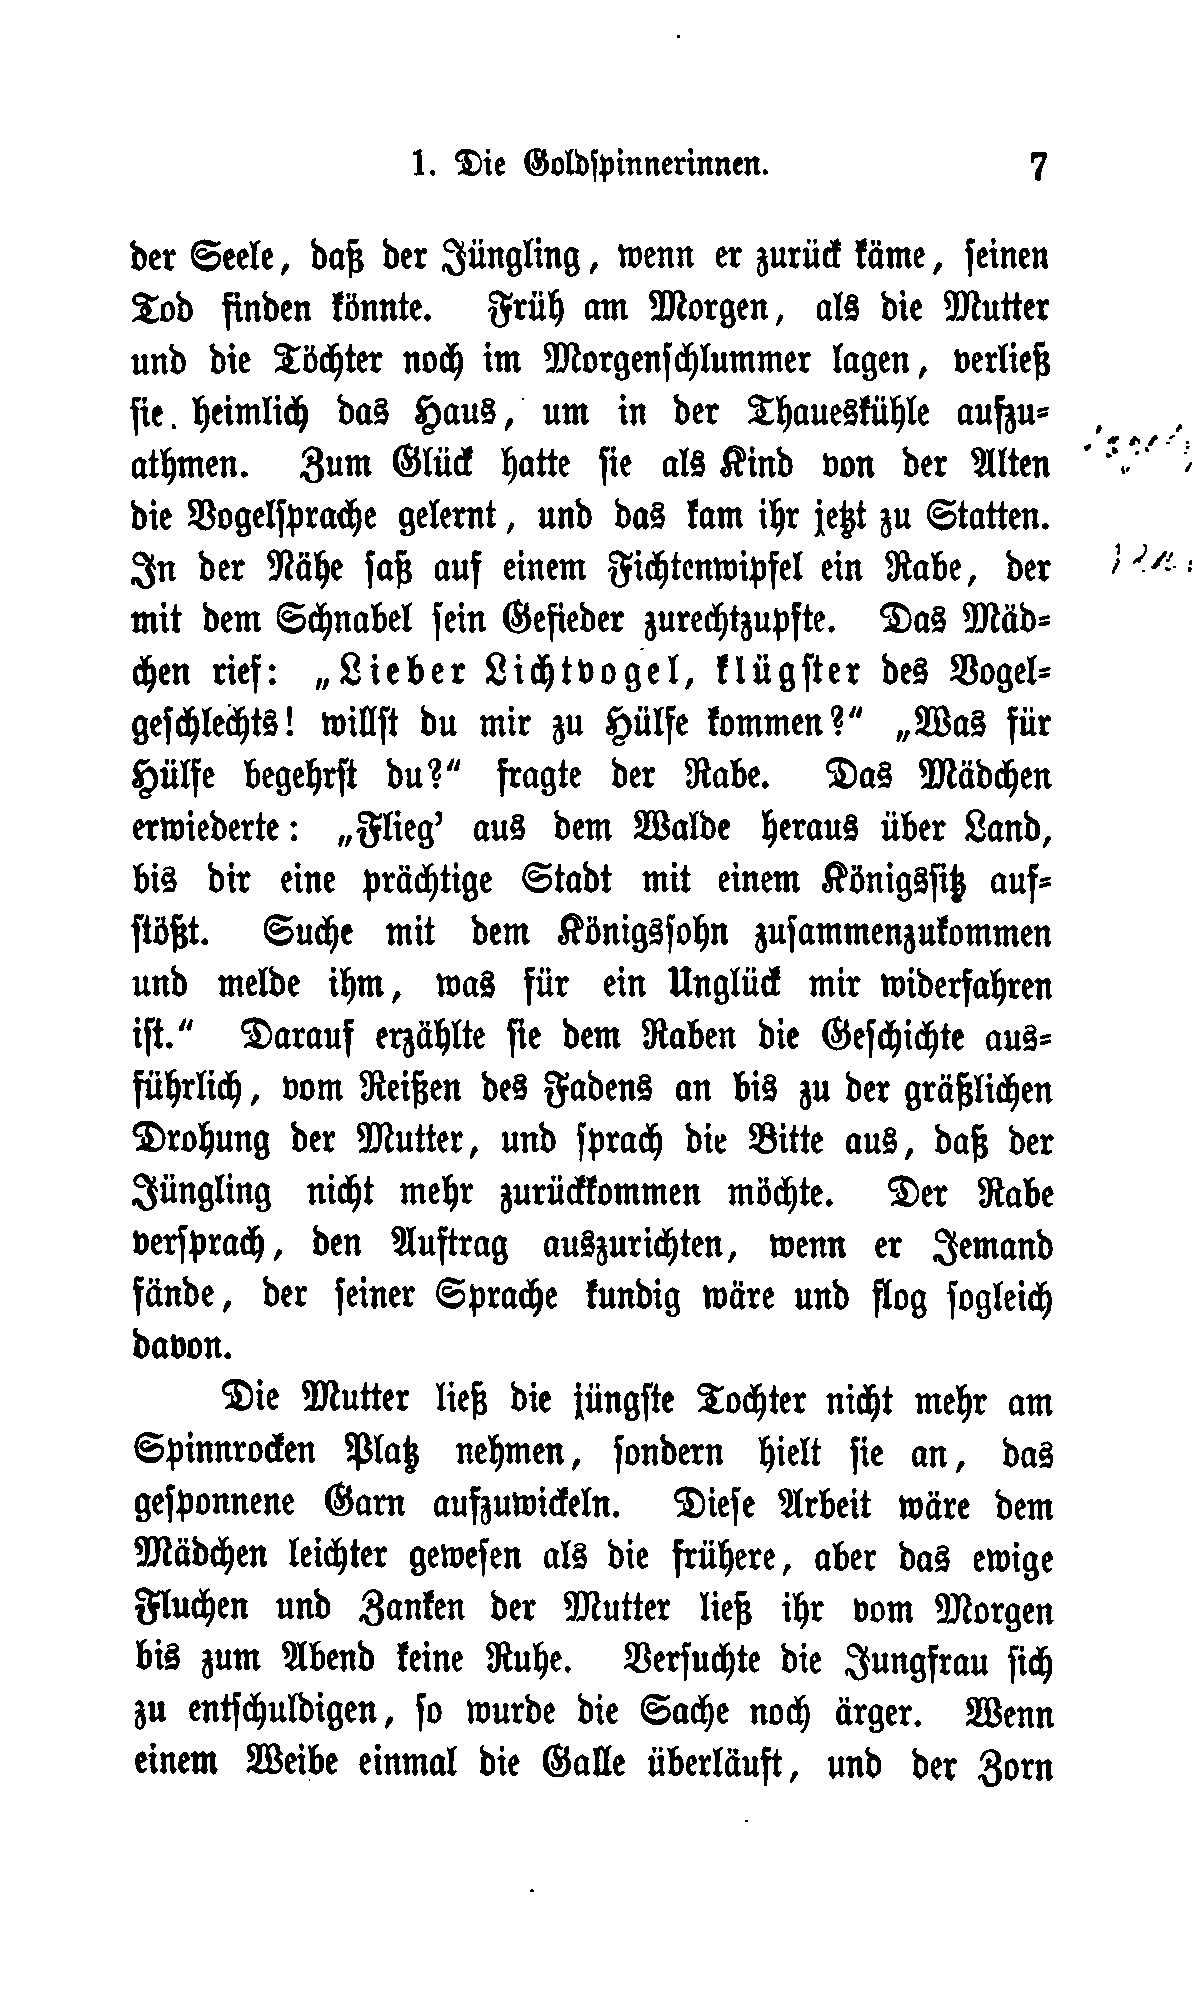 1. Die Goldspinnerinnen. 7
der Seele, daß der Jüngling, wenn er zurück käme, seinen
Tod finden könnte. Früh am Morgen, als die Mutter
und die Töchter noch im Morgenschlummer lagen, verließ
sie heimlich das Haus, um in der Thaueskühle aufzu-
athmen. Zum Glück hatte sie als Kind von der Alten
die Vogelsprache gelernt, und das kam ihr jetzt zu Statten.
In der Nähe saß auf einem Fichtenwipfel ein Rabe, der
mit dem Schnabel sein Gefieder zurechtzupfte. Das Mäd-
chen rief: „Lieber Lichtvogel, klügster des Vogel-
geschlechts! willst du mir zu Hülfe kommen?“ „Was für
Hülfe begehrst du?“ fragte der Rabe. Das Mädchen
erwiederte: „Flieg’ aus dem Walde heraus über Land,
bis dir eine prächtige Stadt mit einem Königssitz auf-
stößt. Suche mit dem Königssohn zusammenzukommen
und melde ihm, was für ein Unglück mir widerfahren
ist.“ Darauf erzählte sie dem Raben die Geschichte aus-
führlich, vom Reißen des Fadens an bis zu der gräßlichen
Drohung der Mutter, und sprach die Bitte aus, daß der
Jüngling nicht mehr zurückkommen möchte. Der Rabe
versprach, den Auftrag auszurichten, wenn er Jemand
fände, der seiner Sprache kundig wäre und flog sogleich
davon.
Die Mutter ließ die jüngste Tochter nicht mehr am
Spinnrocken Platz nehmen, sondern hielt sie an, das
gesponnene Garn aufzuwickeln. Diese Arbeit wäre dem
Mädchen leichter gewesen als die frühere, aber das ewige
Fluchen und Zanken der Mutter ließ ihr vom Morgen
bis zum Abend keine Ruhe. Versuchte die Jungfrau sich
zu entschuldigen, so wurde die Sache noch ärger. Wenn
einem Weibe einmal die Galle überläuft, und der Zorn